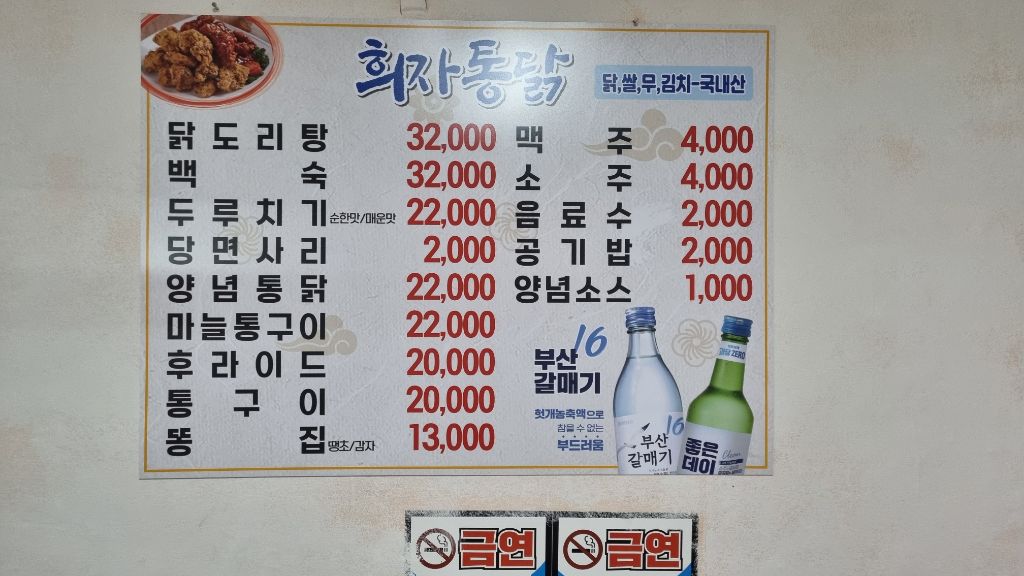 희자통닭
닭,쌀,무,김치-국내산
닭도리탕 32,000
백숙 32,000
두루치기 순한맛/매운맛 22,000
당면사리 2,000
양념통닭 22,000
마늘통구이 22,000
후라이드 20,000
통구이 20,000
똥집 땡초/감자 13,000
맥주 4,000
소주 4,000
음료수 2,000
공기밥 2,000
양념소스 1,000
16
부산
갈매기
헛개농축액으로
참을 수 없는
부드러움
16
부산
갈매기
ZERO
좋은
데이
금연
금연